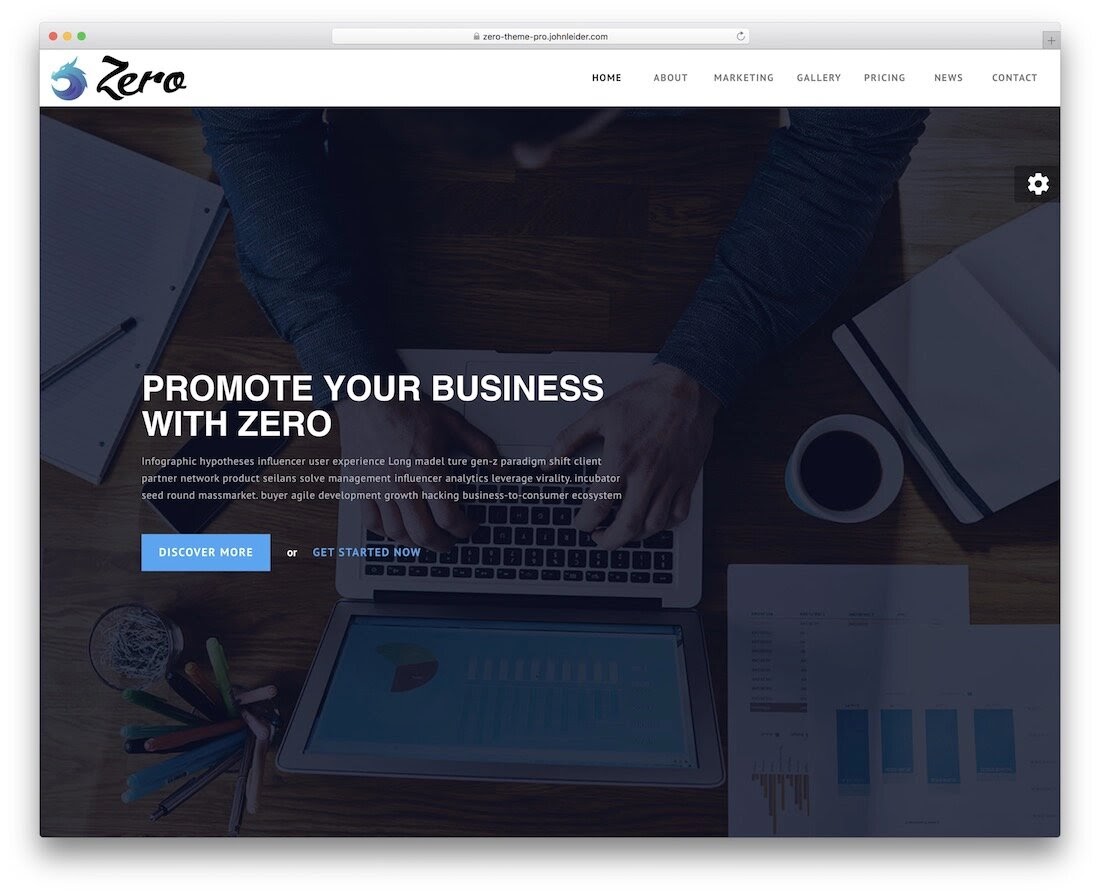 zero-theme-pro.johnleider.com
Zero
HOME ABOUT MARKETING GALLERY PRICING NEWS CONTACT
PROMOTE YOUR BUSINESS
WITH ZERO
Infographic hypotheses influencer user experience Long madel ture gen-z paradigm shift client
partner network product seilans solve management influencer analytics leverage virality. incubator
seed round massmarket. buyer agile development growth hacking business-to-consumer ecosystem
DISCOVER MORE or GET STARTED NOW